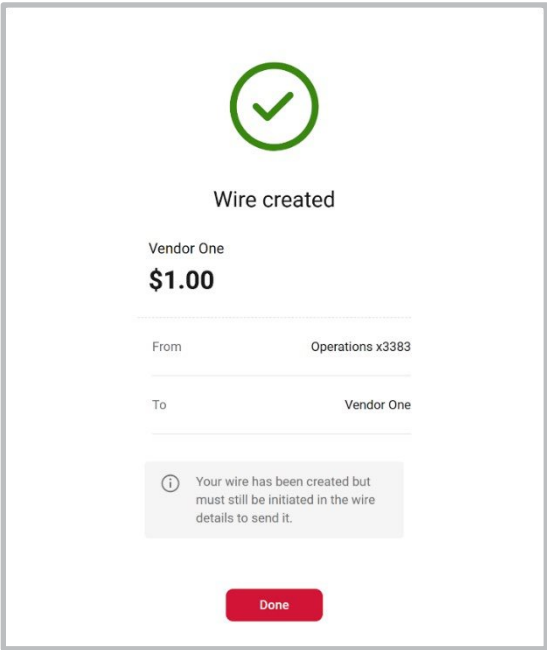 Wire created
Vendor One
$1.00
From Operations x3383
To Vendor One
Your wire has been created but
must still be initiated in the wire
details to send it.
Done